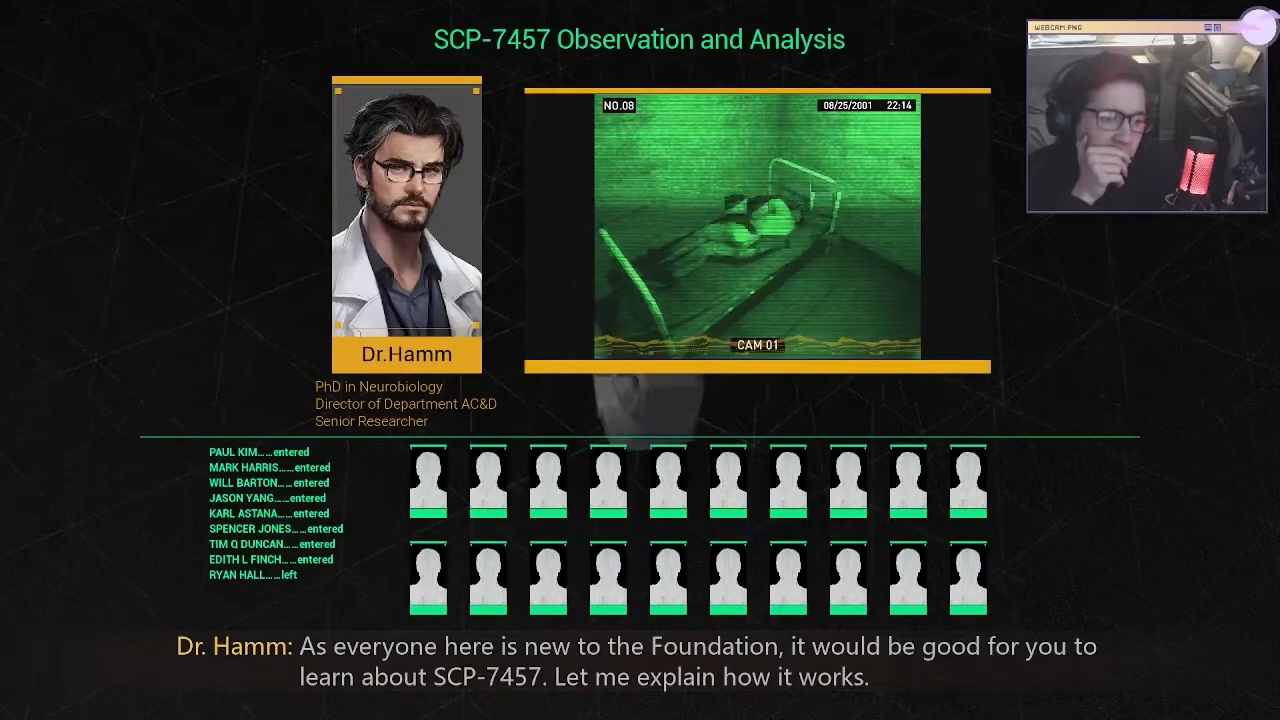 SCP-7457 Observation and Analysis
WEBCAM.PNG
NO.08
08/25/2001 22:14
CAM 01
Dr.Hamm
PhD in Neurobiology
Director of Department AC&D
Senior Researcher
PAUL KIM......entered
MARK HARRIS......entered
WILL BARTON......entered
JASON YANG......entered
KARL ASTANA......entered
SPENCER JONES......entered
TIM Q DUNCAN......entered
EDITH L FINCH......entered
RYAN HALL......left
Dr. Hamm: As everyone here is new to the Foundation, it would be good for you to
learn about SCP-7457. Let me explain how it works.